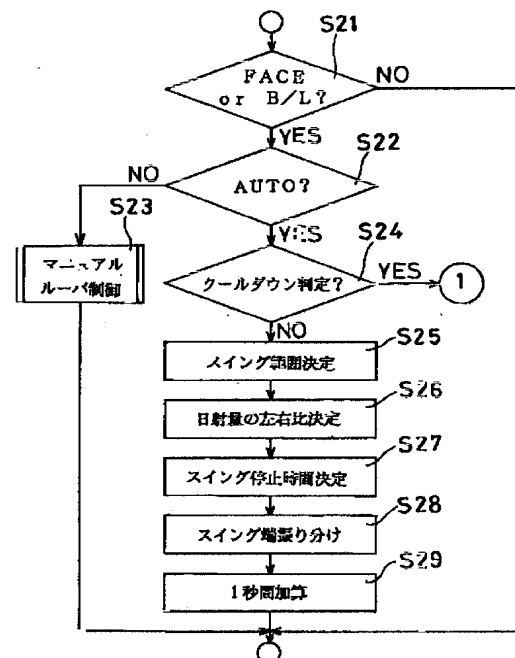 S21
FACE
or B/L?
NO
YES
S22
NO
AUTO?
S23
YES
S24
マニュアル
ルーバ制御
クールダウン判定?
YES
1
NO
S25
スイング範囲決定
S26
日射量の左右比決定
S27
スイング停止時間決定
S28
スイング端振り分け
S29
1秒間加算